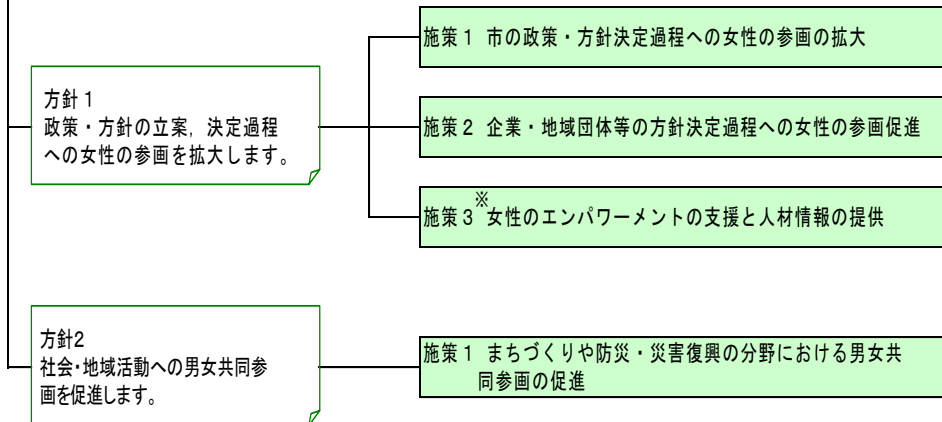 方針１
政策・方針の立案，決定過程
への女性の参画を拡大します。
施策１ 市の政策・方針決定過程への女性の参画の拡大
施策２ 企業・地域団体等の方針決定過程への女性の参画促進
施策３※女性のエンパワーメントの支援と人材情報の提供
方針2
社会・地域活動への男女共同参
画を促進します。
施策１ まちづくりや防災・災害復興の分野における男女共
同参画の促進